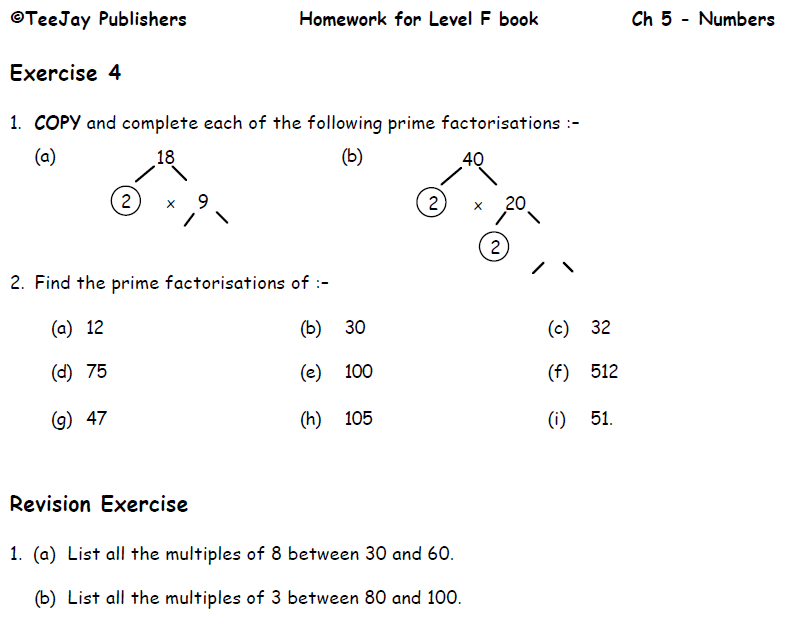 ©TeeJay Publishers Homework for Level F book Ch 5 - Numbers
Exercise 4
1. COPY and complete each of the following prime factorisations :-
(a) 18 (b) 40
2 x 9 2 x 20
2
2. Find the prime factorisations of :-
(a) 12 (b) 30 (c) 32
(d) 75 (e) 100 (f) 512
(g) 47 (h) 105 (i) 51.
Revision Exercise
1. (a) List all the multiples of 8 between 30 and 60.
(b) List all the multiples of 3 between 80 and 100.